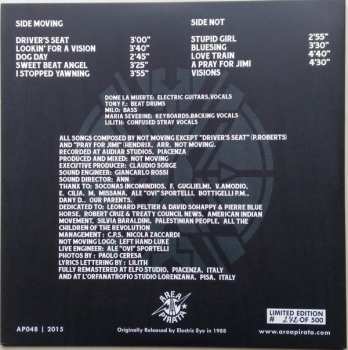 SIDE MOVING
DRIVER'S SEAT 3'00"
LOOKIN' FOR A VISION 3'40"
DOG DAY 2'45"
SWEET BEAT ANGEL 3'25"
I STOPPED YAWNING 3'55"
SIDE NOT
STUPID GIRL 2'55"
BLUESING 3'30"
LOVE TRAIN 4'40"
A PRAY FOR JIMI 4'30"
VISIONS
DOME LA MUERTE: ELECTRIC GUITARS, VOCALS
TONY F.: BEAT DRUMS
MILO: BASS
MARIA SEVERINE: KEYBOARDS, BACKING VOCALS
LILITH: CONFUSED STRAY VOCALS
ALL SONGS COMPOSED BY NOT MOVING EXCEPT "DRIVER'S SEAT" (P.ROBERTS)
AND "PRAY FOR JIMI" (HENDRIX, ARR. NOT MOVING).
RECORDED AT AUDIAR STUDIOS, PIACENZA
PRODUCED AND MIXED: NOT MOVING
EXECUTIVE PRODUCER: CLAUDIO SORGE
SOUND ENGINEER: GIANCARLO ROSSI
SOUND DIRECTOR: ANN
THANX TO: SOCONAS INCOMINDIOS, F. GUGLIELMI, V.AMODIO,
E. CILIA, M. MISSANA, ALE "OVI" SPORTELLI, BOTTIGELLI P.M.,
DANY D.. OUR PARENTS.
DEDICATED TO: LEONARD PELTIER & DAVID SOHAPPY & PIERRE BLUE
HORSE, ROBERT CRUZ & TREATY COUNCIL NEWS, AMERICAN INDIAN
MOVEMENT, SILVIA BARALDINI, PALESTINIAN PEOPLE, ALL THE
CHILDREN OF THE REVOLUTION
MANAGEMENT : C.P.S. NICOLA ZACCARDI
NOT MOVING LOGO: LEFT HAND LUKE
LIVE ENGINEER: ALE "OVI" SPORTELLI
PHOTOS BY : PAOLO CERESA
LYRICS LETTERING BY : LILITH
FULLY REMASTERED AT ELFO STUDIO, PIACENZA, ITALY
AND AT L'ORFANATROFIO STUDIO LORENZANA, PISA, ITALY
AREA PIRATA
AP048 | 2015
Originally Released by Electric Eye in 1988
LIMITED EDITION
# OF 500
www.areapirata.com